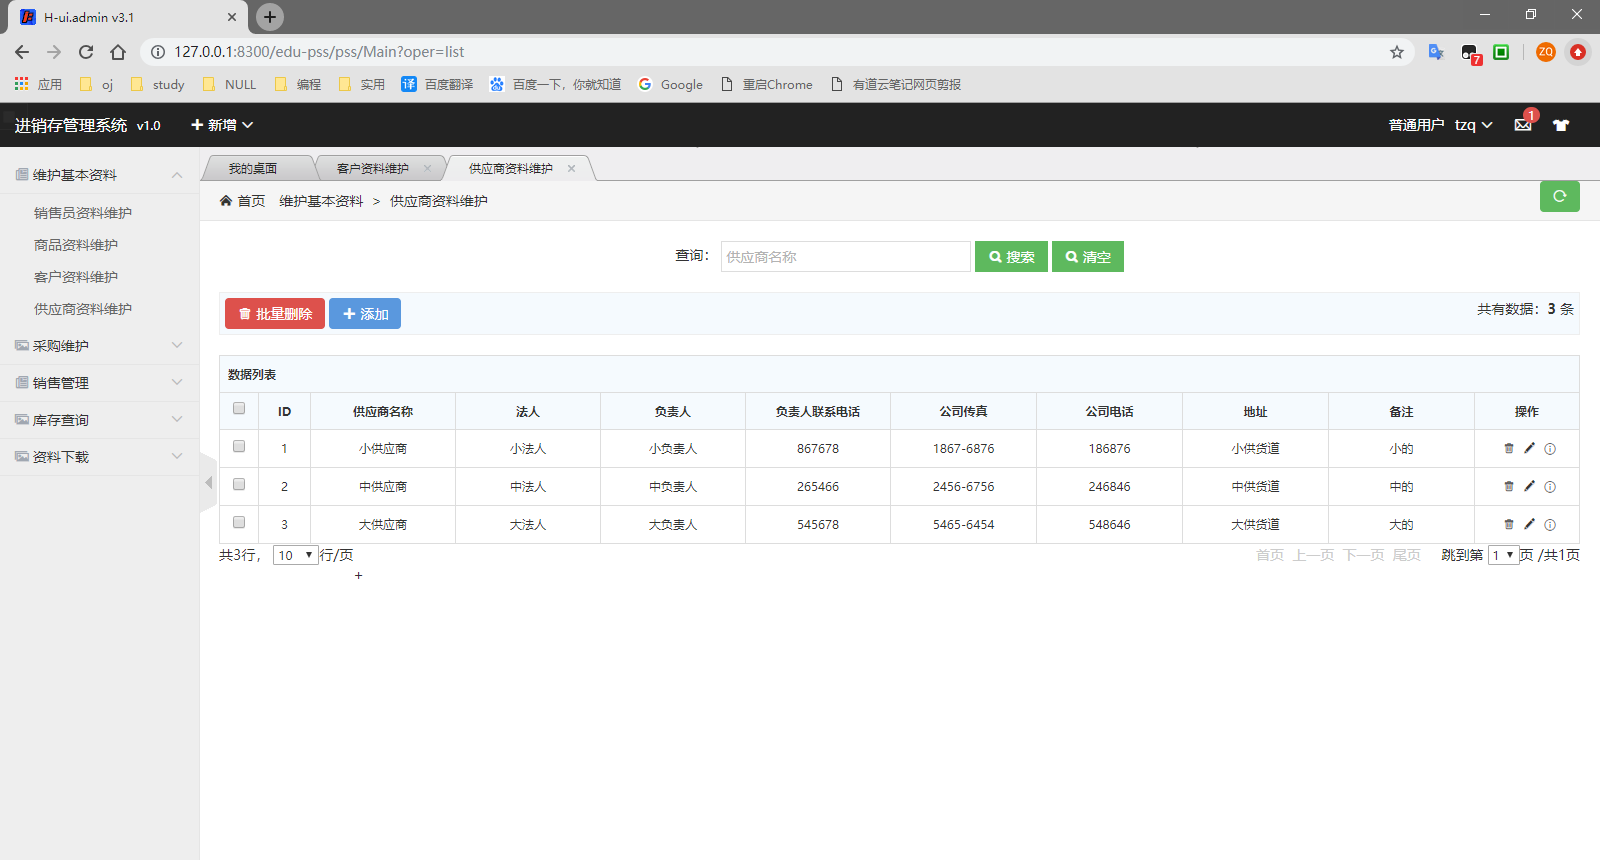 H-ui.admin v3.1
127.0.0.1:8300/edu-pss/pss/Main?oper=list
7
ZQ
应用 oj study NULL 编程 实用 译 百度翻译 百度一下，你就知道 Google 重启Chrome 有道云笔记网页剪报
进销存管理系统 v1.0 新增 普通用户 tzq 1
维护基本资料
销售员资料维护
商品资料维护
客户资料维护
供应商资料维护
采购维护
销售管理
库存查询
资料下载
我的桌面 客户资料维护 供应商资料维护
首页 维护基本资料 > 供应商资料维护
查询： 供应商名称 搜索 清空
批量删除 添加 共有数据：3 条
数据列表
ID 供应商名称 法人 负责人 负责人联系电话 公司传真 公司电话 地址 备注 操作
1 小供应商 小法人 小负责人 867678 1867-6876 186876 小供货道 小的
2 中供应商 中法人 中负责人 265466 2456-6756 246846 中供货道 中的
3 大供应商 大法人 大负责人 545678 5465-6454 548646 大供货道 大的
共3行， 10 行/页 首页 上一页 下一页 尾页 跳到第 1 页 /共1页